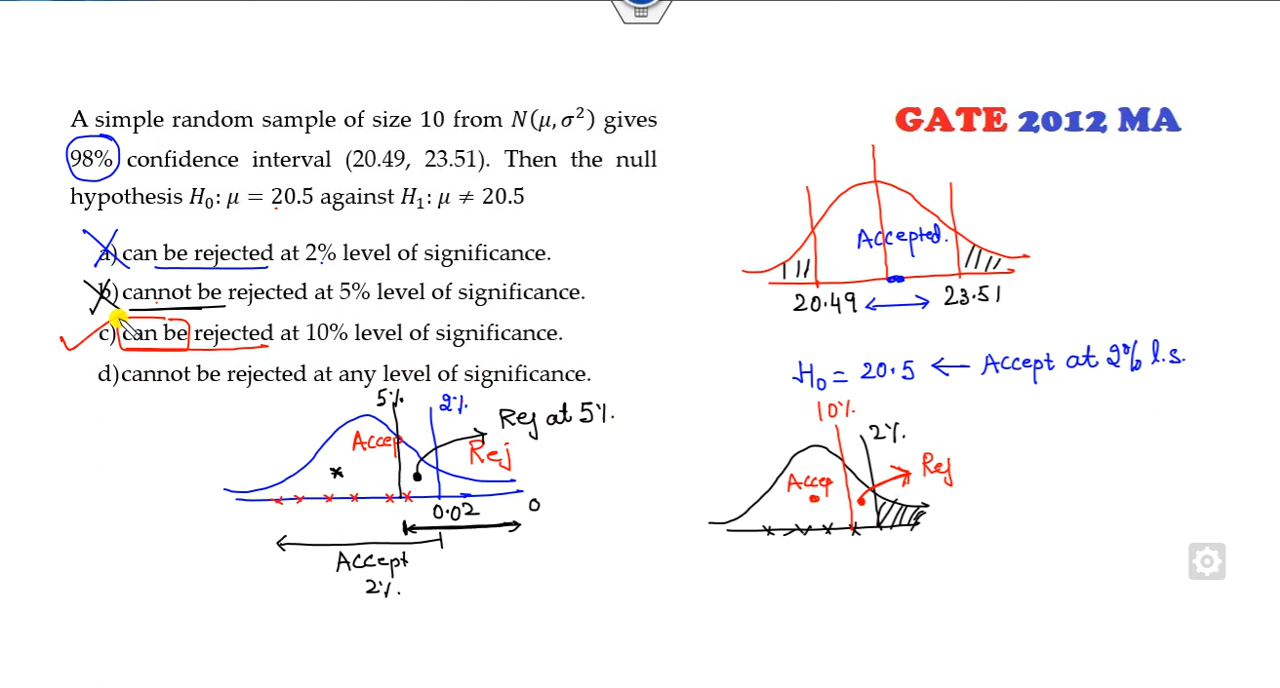 GATE 2012 MA
A simple random sample of size 10 from N(μ, σ²) gives
98% confidence interval (20.49, 23.51). Then the null
hypothesis H₀: μ = 20.5 against H₁: μ ≠ 20.5
a) can be rejected at 2% level of significance.
b) cannot be rejected at 5% level of significance.
c) can be rejected at 10% level of significance.
d) cannot be rejected at any level of significance.
Accepted.
20.49 23.51
H₀ = 20.5 ← Accept at 2% l.s.
5% 2% Rej at 5%.
Accep Rej
0.02 0
Accept
2%.
10% 2%.
Accep Rej